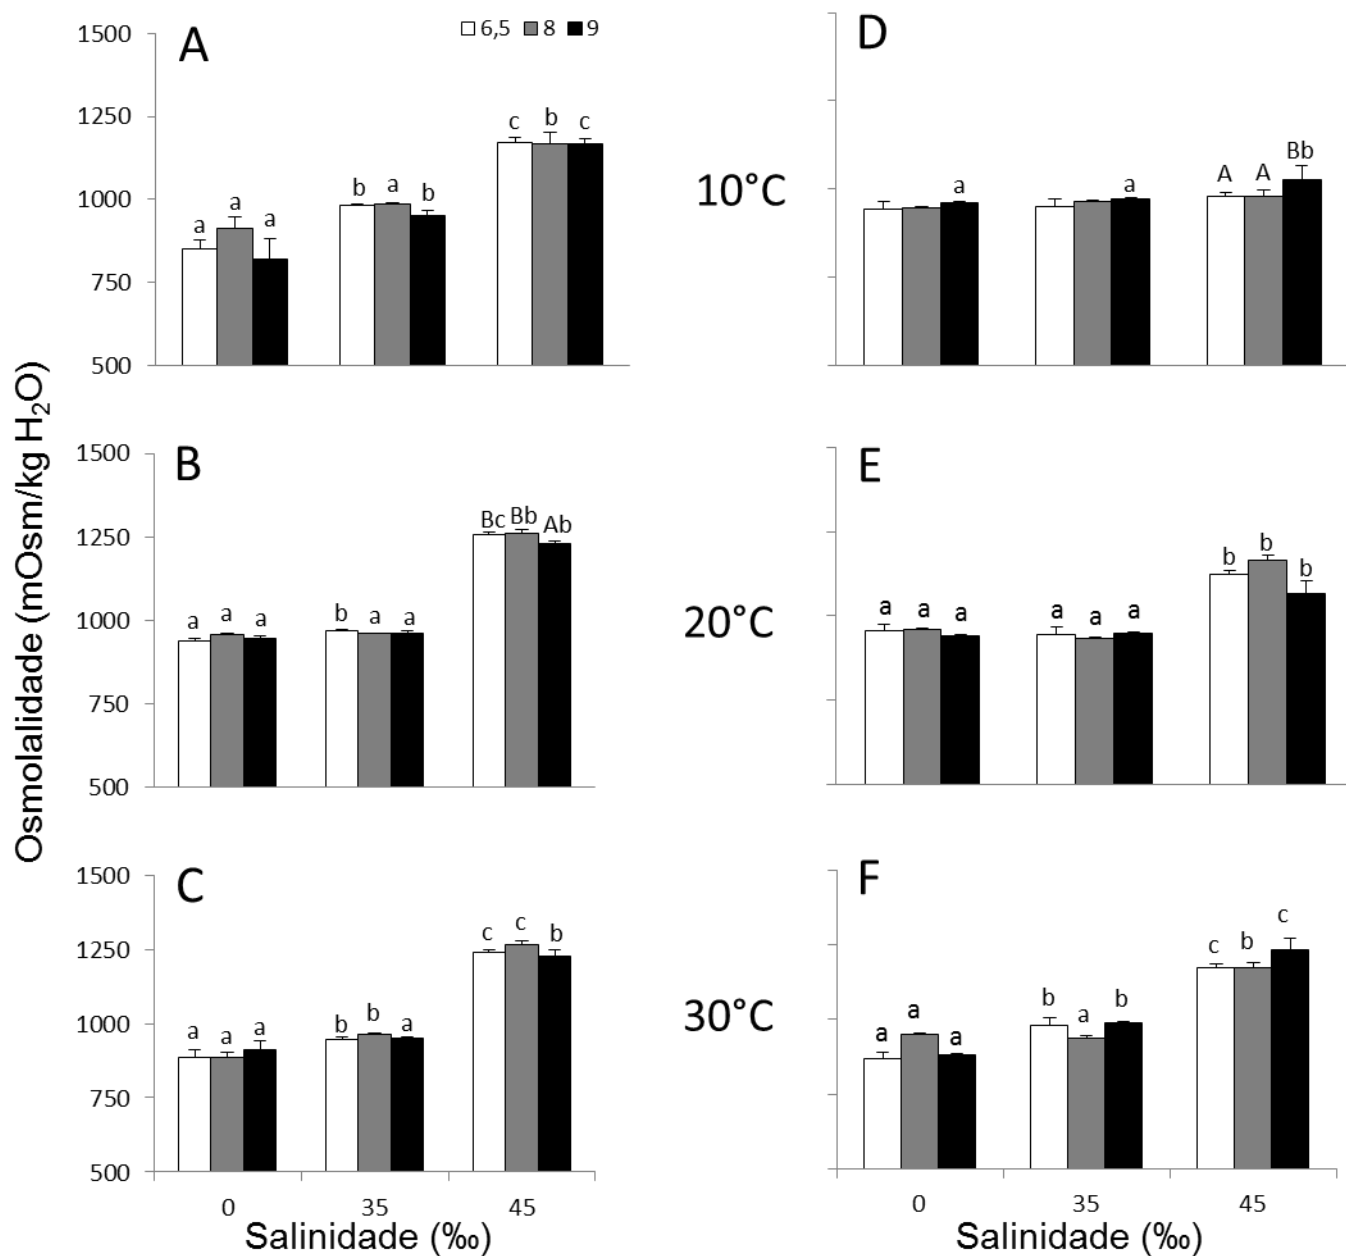 A
6,5 8 9
1500
1250
1000
750
500
a a a
b a b
c b c
D
a
a
A A Bb
10°C
Osmolalidade (mOsm/kg H₂O)
B
1500
1250
1000
750
500
a a a
b a a
Bc Bb Ab
E
a a a
a a a
b b b
20°C
C
1500
1250
1000
750
500
a a a
b b a
c c b
0 35 45
Salinidade (‰)
F
a a a
b a b
c b c
30°C
0 35 45
Salinidade (‰)